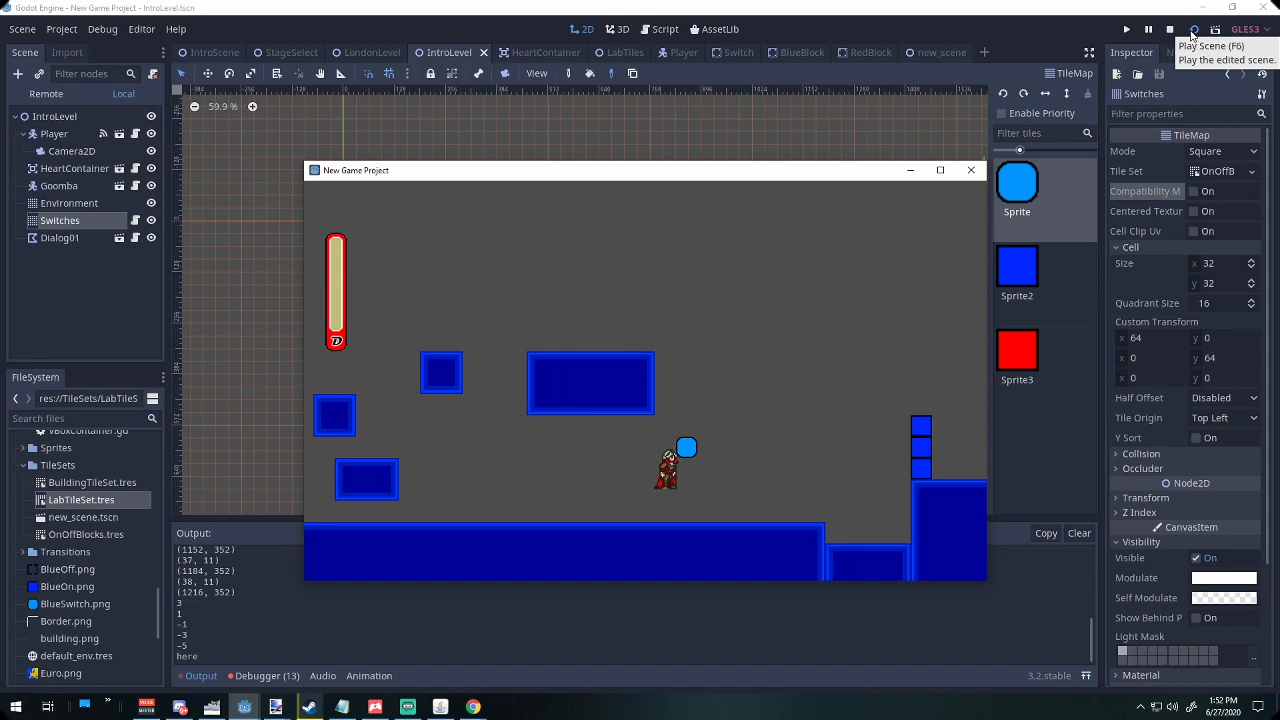 Godot Engine - IntroLevel.tscn
Scene Project Debug Editor Help
2D 3D Script AssetLib
GLES3
Play Scene (F6)
Play the edited scene.
Scene Import
Filter nodes
Remote Local
IntroLevel
Player
Camera2D
HeartContainer
Goomba
Environment
Switches
Dialog01
FileSystem
res://TileSets/LabTileS
Search files
Sprites
TileSets
BuildingTileSet.tres
LabTileSet.tres
new_scene.tscn
OnOffBlocks.tres
Transitions
BlueOff.png
BlueOn.png
BlueSwitch.png
Border.png
building.png
default_env.tres
Euro.png
IntroScene StageSelect LondonLevel IntroLevel HeartContainer LabTiles Player Switch BlueBlock RedBlock new_scene
View
TileMap
59.9 %
New Game Project
Enable Priority
Filter tiles
Sprite
Sprite2
Sprite3
Output:
Copy Clear
(1152, 352)
(37, 11)
(1184, 352)
(38, 11)
(1216, 352)
3
1
-1
-3
-5
here
Output Debugger (13) Audio Animation
3.2.stable
Inspector
Switches
Filter properties
TileMap
Mode Square
Tile Set OnOffB
Compatibility M On
Centered Textur On
Cell Clip Uv On
Cell
Size x 32
y 32
Quadrant Size 16
Custom Transform
x 64 y 0
x 0 y 64
x 0 y 0
Half Offset Disabled
Tile Origin Top Left
Y Sort On
Collision
Occluder
Node2D
Transform
Z Index
CanvasItem
Visibility
Visible On
Modulate
Self Modulate
Show Behind P On
Light Mask
Material
1:52 PM
6/27/2020